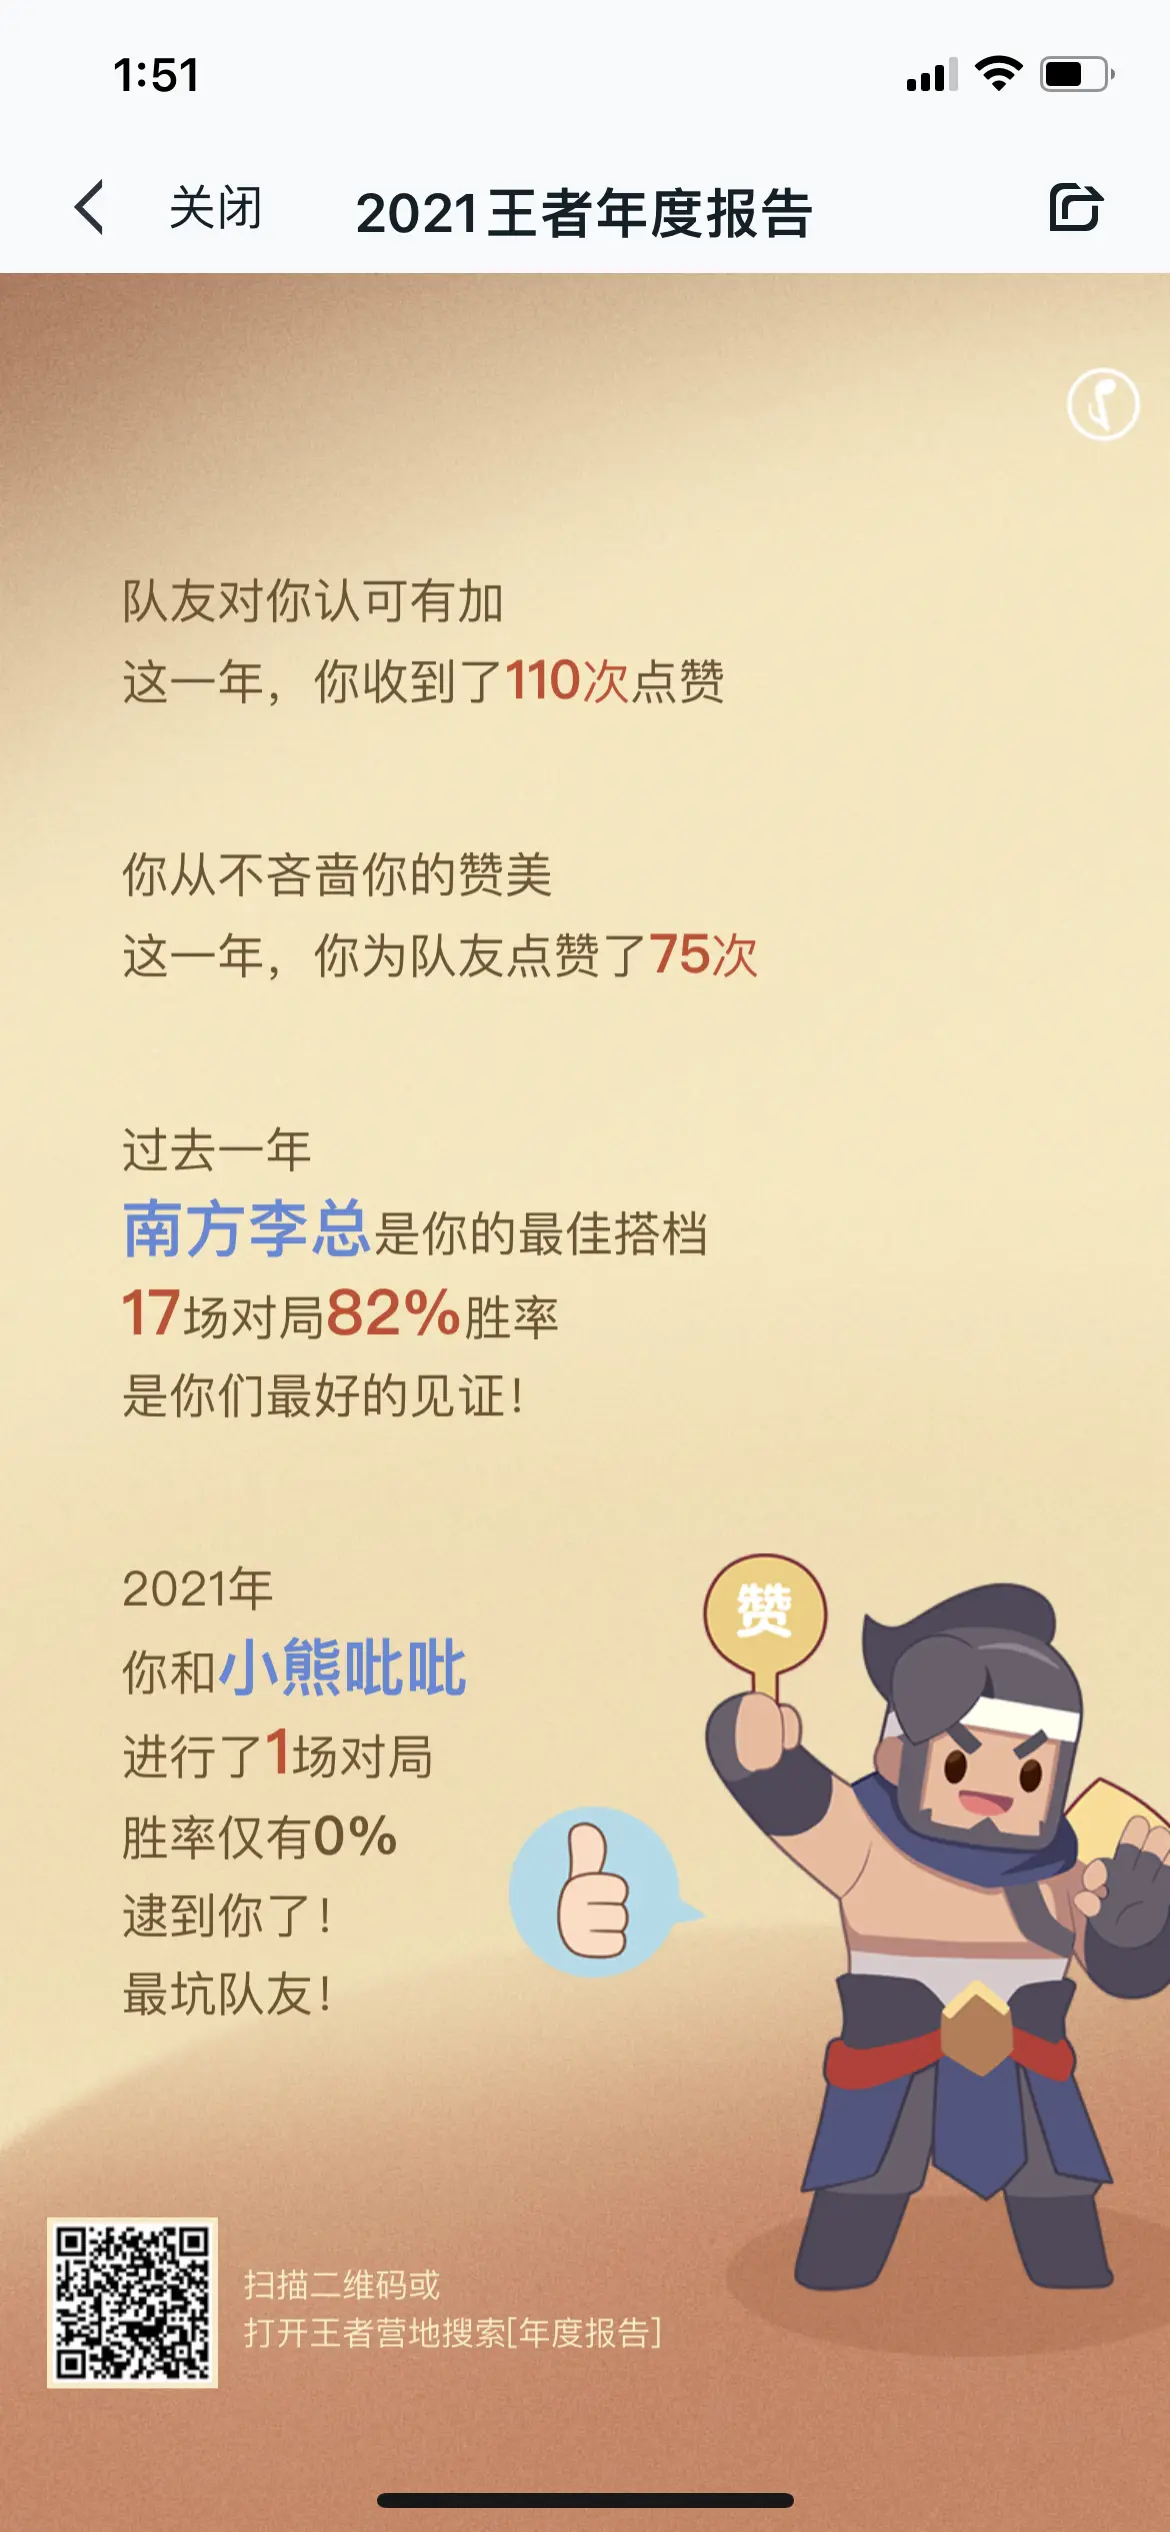 1:51
关闭
2021王者年度报告
队友对你认可有加
这一年，你收到了110次点赞
你从不吝啬你的赞美
这一年，你为队友点赞了75次
过去一年
南方李总是你的最佳搭档
17场对局82%胜率
是你们最好的见证！
2021年
你和小熊吡吡
进行了1场对局
胜率仅有0%
逮到你了！
最坑队友！
赞
扫描二维码或
打开王者营地搜索[年度报告]